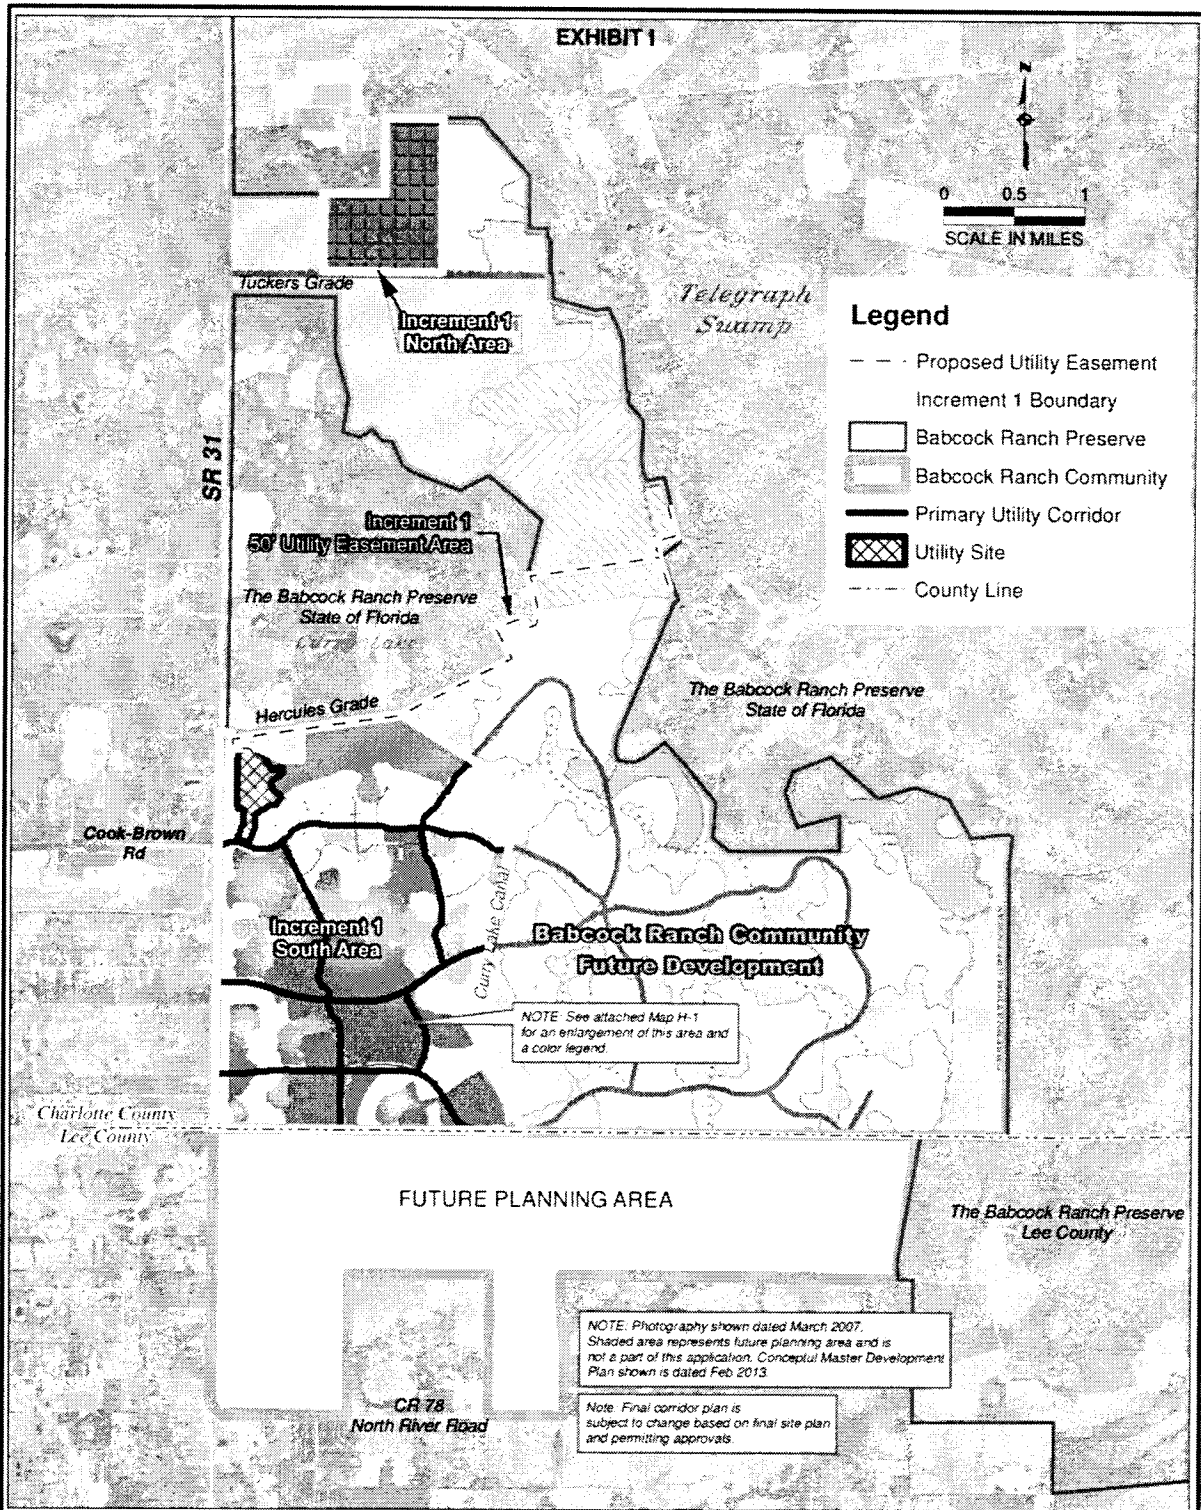 EXHIBIT 1
N
0 0.5 1
SCALE IN MILES
Tuckers Grade
Telegraph
Swamp
Increment 1
North Area
Legend
Proposed Utility Easement
Increment 1 Boundary
Babcock Ranch Preserve
Babcock Ranch Community
Primary Utility Corridor
Utility Site
County Line
SR 31
Increment 1
50' Utility Easement Area
The Babcock Ranch Preserve
State of Florida
Curry Lake
Hercules Grade
The Babcock Ranch Preserve
State of Florida
Cook-Brown
Rd
Increment 1
South Area
Curry Lake Canal
Babcock Ranch Community
Future Development
NOTE: See attached Map H-1
for an enlargement of this area and
a color legend.
Charlotte County
Lee County
FUTURE PLANNING AREA
The Babcock Ranch Preserve
Lee County
NOTE: Photography shown dated March 2007.
Shaded area represents future planning area and is
not a part of this application. Conceptul Master Development
Plan shown is dated Feb 2013.
CR 78
North River Road
Note: Final corridor plan is
subject to change based on final site plan
and permitting approvals.